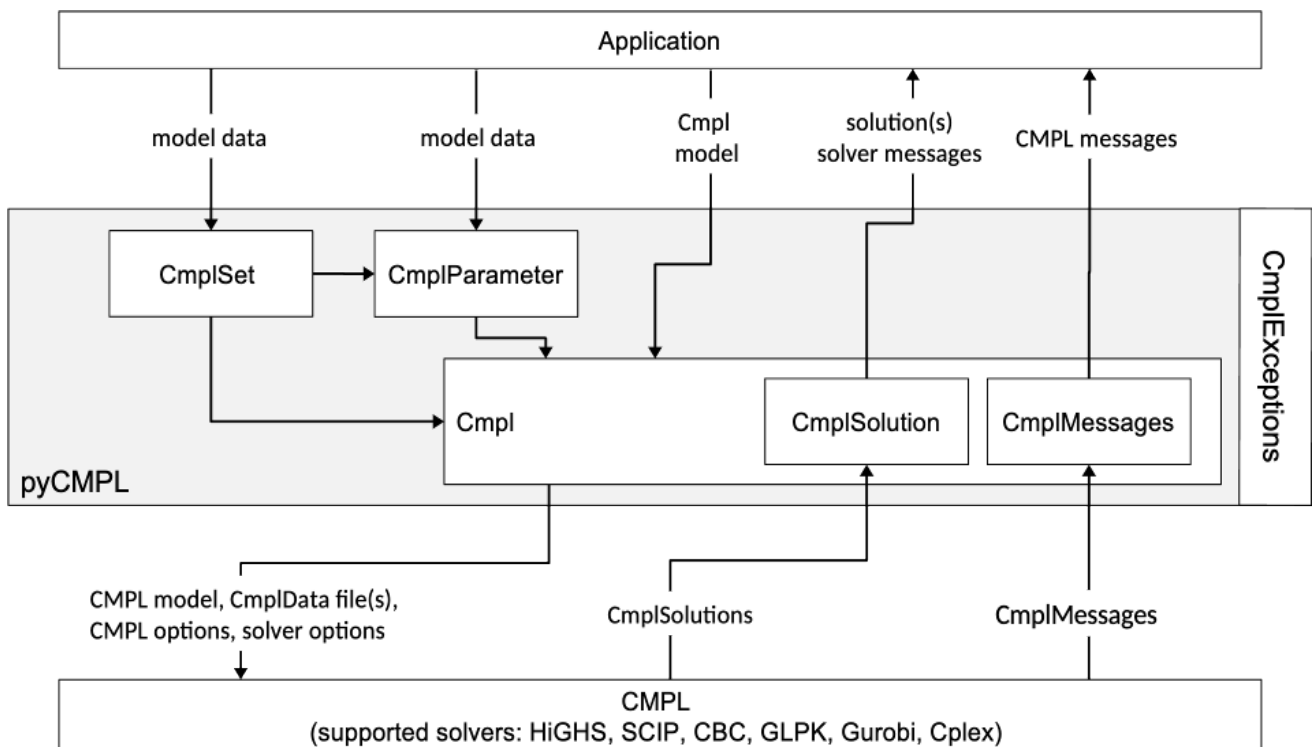 Application
model data
model data
Cmpl
model
solution(s)
solver messages
CMPL messages
CmplSet
CmplParameter
CmplExceptions
Cmpl
CmplSolution
CmplMessages
pyCMPL
CMPL model, CmplData file(s),
CMPL options, solver options
CmplSolutions
CmplMessages
CMPL
(supported solvers: HiGHS, SCIP, CBC, GLPK, Gurobi, Cplex)